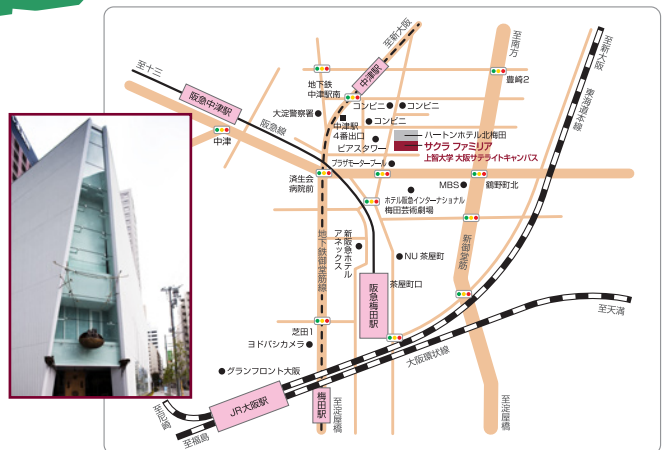 至十三
阪急中津駅
阪急線
中津
地下鉄
中津駅南
至新大阪
中津駅
至南方
豊崎2
至新大阪
東海道本線
大淀警察署
コンビニ
コンビニ
コンビニ
中津駅
4番出口
ピアスタワー
ハートンホテル北梅田
サクラ ファミリア
上智大学 大阪サテライトキャンパス
プラザモータープール
済生会
病院前
MBS
鶴野町北
ホテル阪急インターナショナル
梅田芸術劇場
新阪急ホテル
アネックス
地下鉄御堂筋線
NU 茶屋町
新御堂筋
茶屋町口
阪急梅田駅
芝田1
ヨドバシカメラ
グランフロント大阪
大阪環状線
至天満
JR大阪駅
梅田駅
至尼崎
至福島
至淀屋橋
至淀屋橋